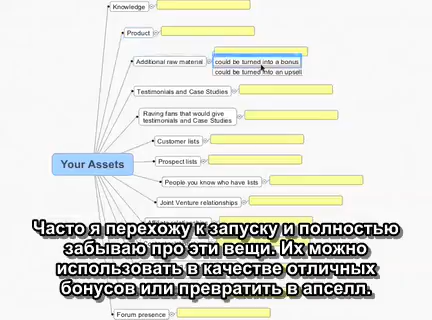 Knowledge
Product
Additional raw material
could be turned into a bonus
could be turned into an upsell
Testimonials and Case Studies
Raving fans that would give
testimonials and Case Studies
Customer lists
Your Assets
Prospect lists
People you know who have lists
Joint Venture relationships
Affiliate relationships
Часто я перехожу к запуску и полностью
забываю про эти вещи. Их можно
использовать в качестве отличных
бонусов или превратить в апселл.
Forum presence